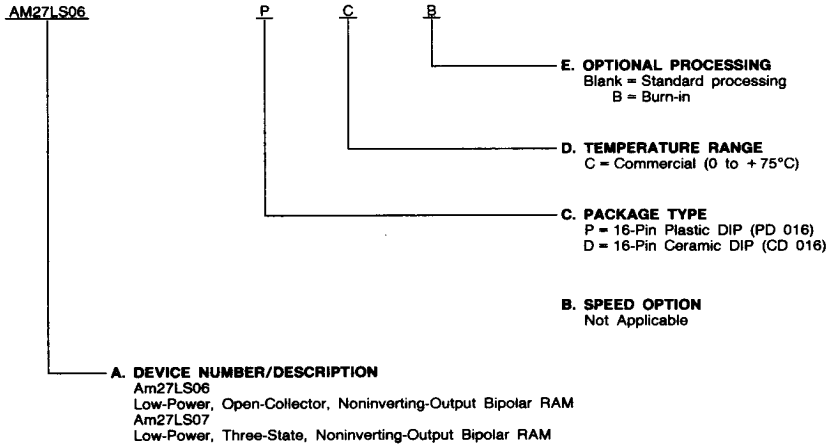 AM27LS06 P C B
E. OPTIONAL PROCESSING
Blank = Standard processing
B = Burn-in
D. TEMPERATURE RANGE
C = Commercial (0 to +75°C)
C. PACKAGE TYPE
P = 16-Pin Plastic DIP (PD 016)
D = 16-Pin Ceramic DIP (CD 016)
B. SPEED OPTION
Not Applicable
A. DEVICE NUMBER/DESCRIPTION
Am27LS06
Low-Power, Open-Collector, Noninverting-Output Bipolar RAM
Am27LS07
Low-Power, Three-State, Noninverting-Output Bipolar RAM